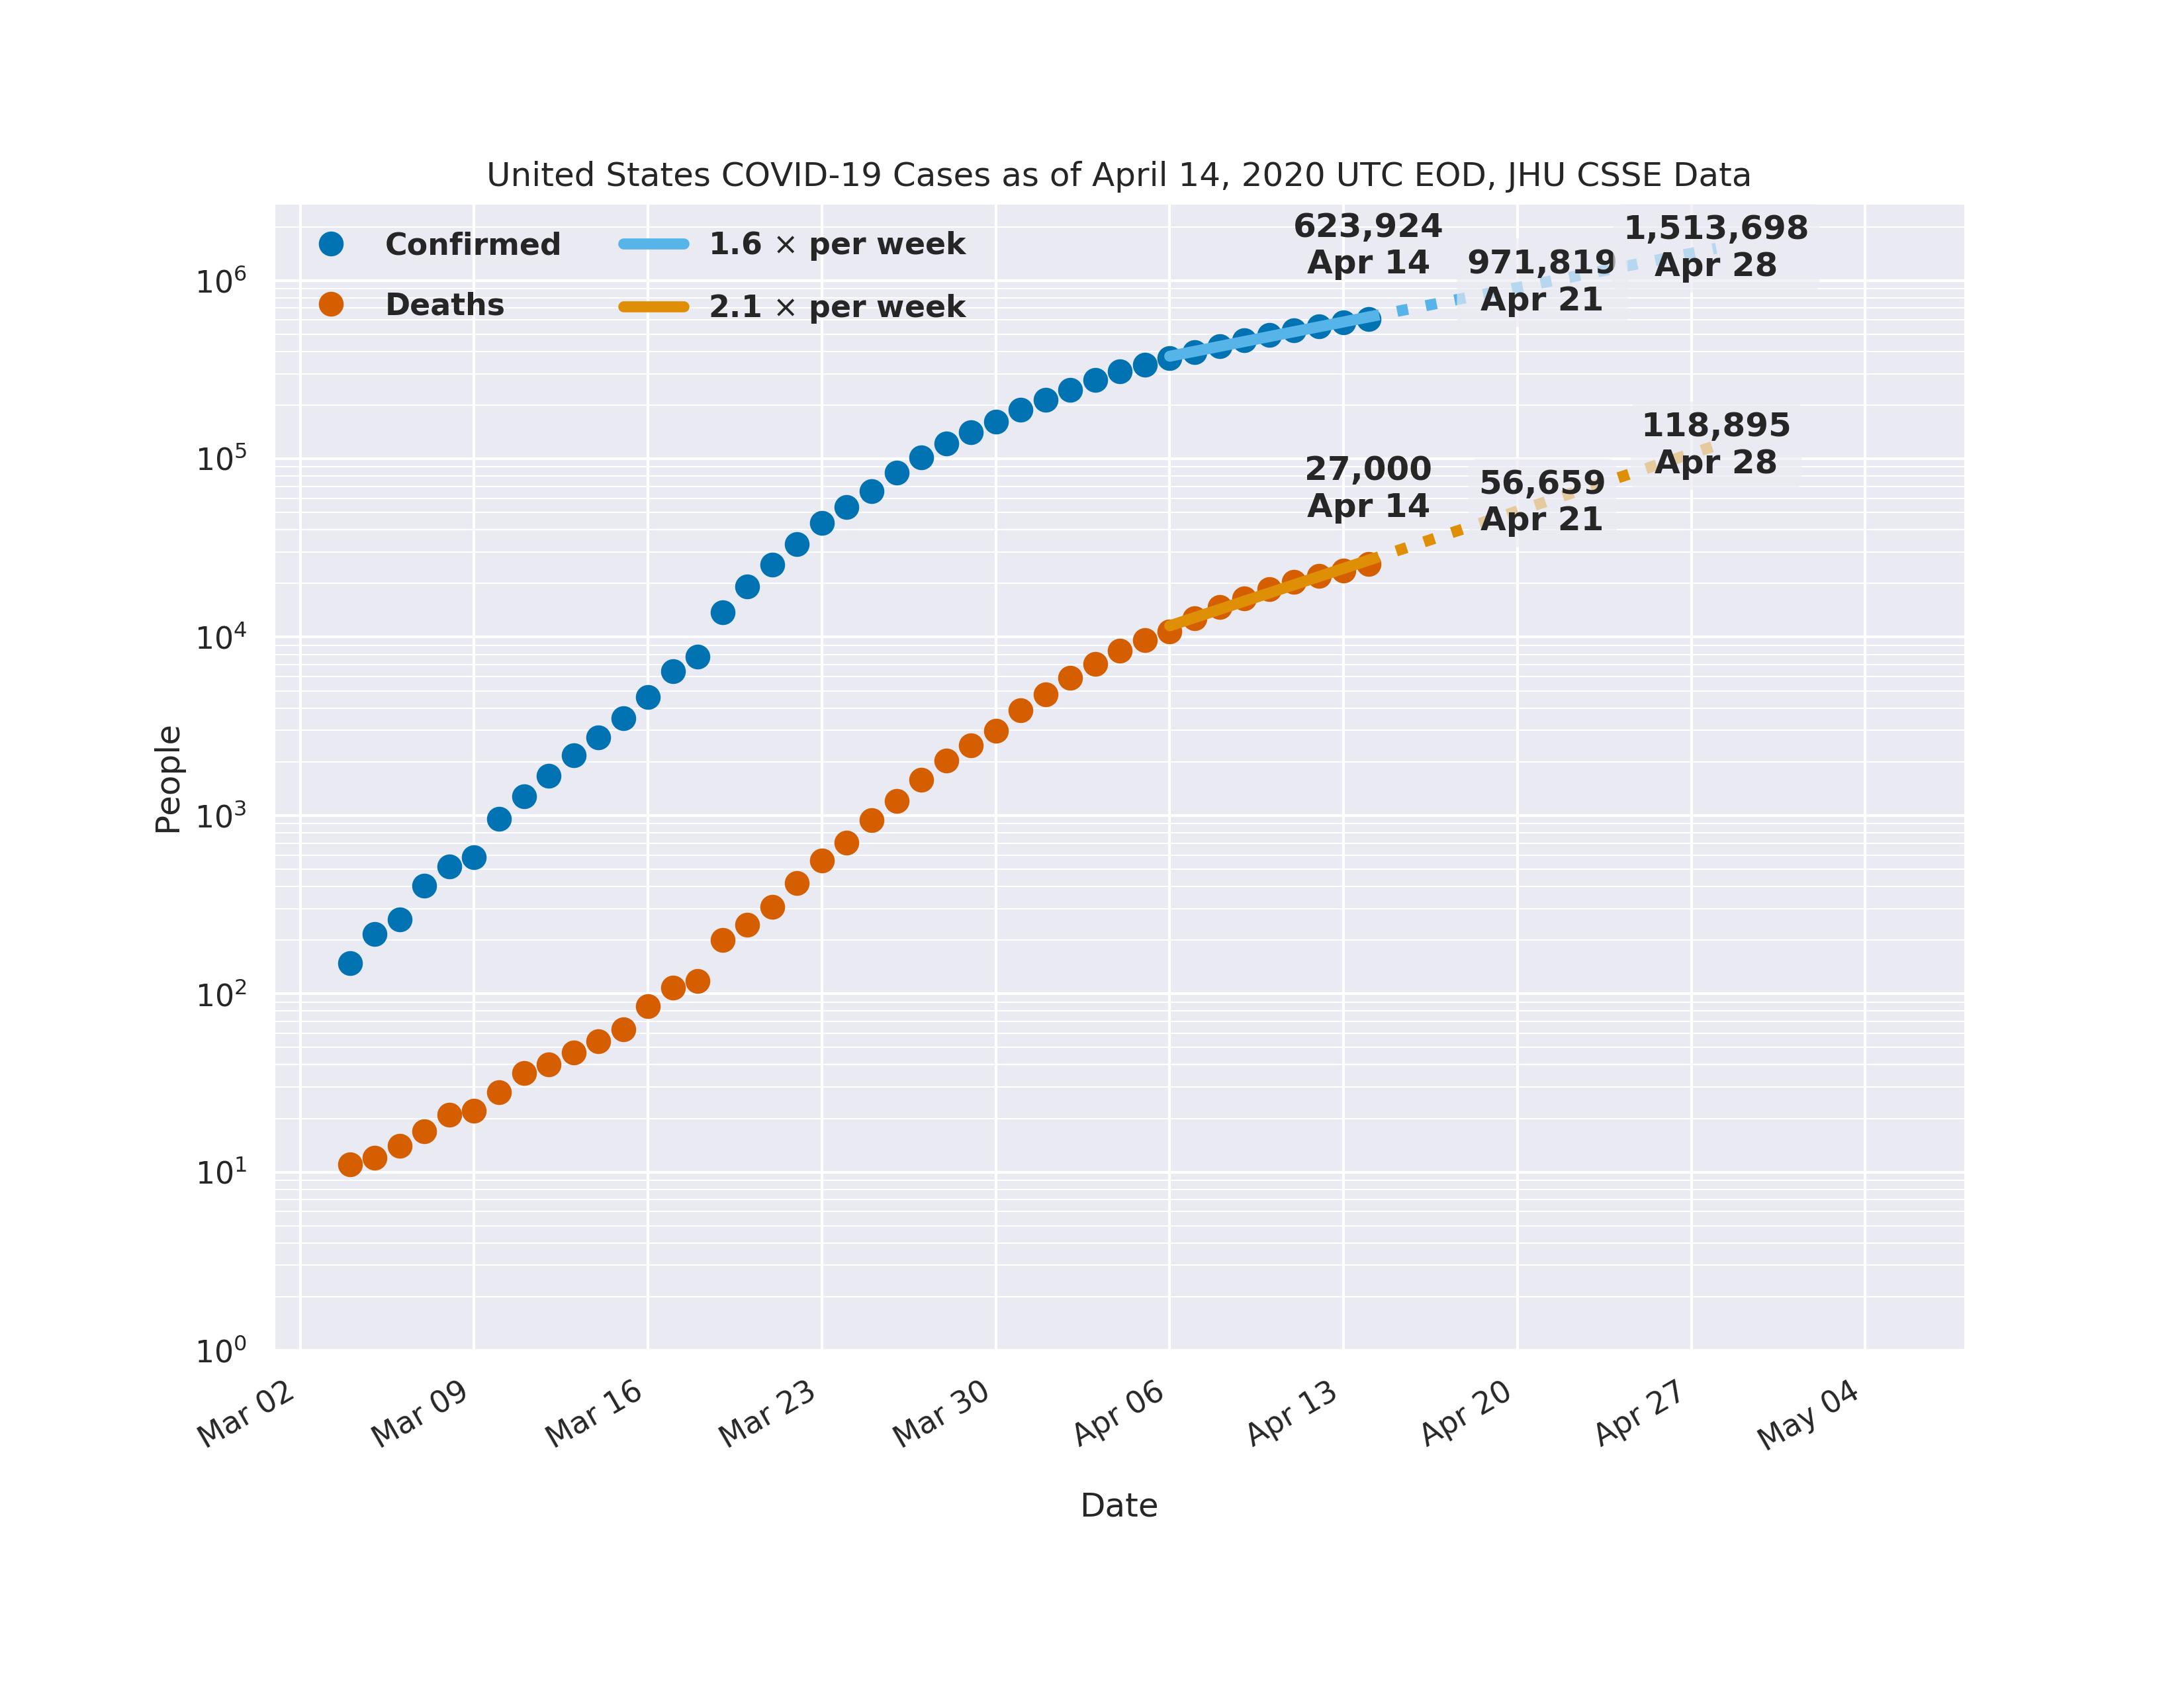 United States COVID-19 Cases as of April 14, 2020 UTC EOD, JHU CSSE Data
Confirmed
Deaths
1.6 × per week
2.1 × per week
623,924
Apr 14
971,819
Apr 21
1,513,698
Apr 28
27,000
Apr 14
56,659
Apr 21
118,895
Apr 28
People
10⁶
10⁵
10⁴
10³
10²
10¹
10⁰
Mar 02
Mar 09
Mar 16
Mar 23
Mar 30
Apr 06
Apr 13
Apr 20
Apr 27
May 04
Date